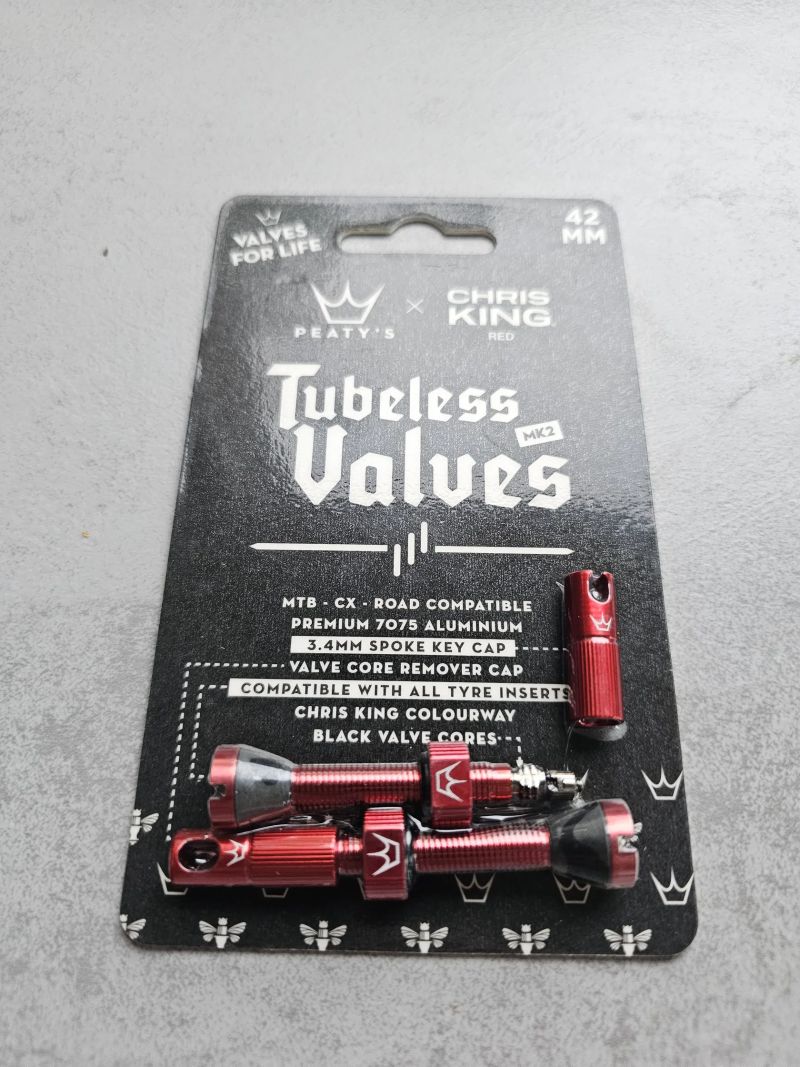 VALVES
FOR LIFE
42
MM
PEATY'S
×
CHRIS
KING
RED
Tubeless
Valves
MK2
MTB - CX - ROAD COMPATIBLE
PREMIUM 7075 ALUMINIUM
3.4MM SPOKE KEY CAP
VALVE CORE REMOVER CAP
COMPATIBLE WITH ALL TYRE INSERTS
CHRIS KING COLOURWAY
BLACK VALVE CORES